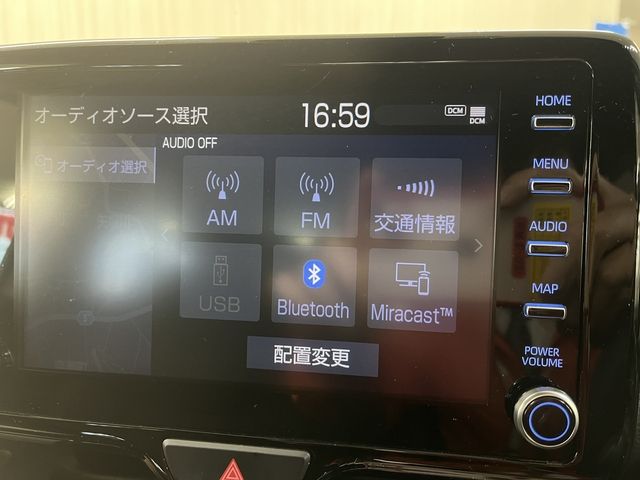 オーディオソース選択
16:59
DCM
DCM
HOME
AUDIO OFF
オーディオ選択
MENU
AM
FM
交通情報
AUDIO
USB
Bluetooth
Miracast™
MAP
配置変更
POWER
VOLUME